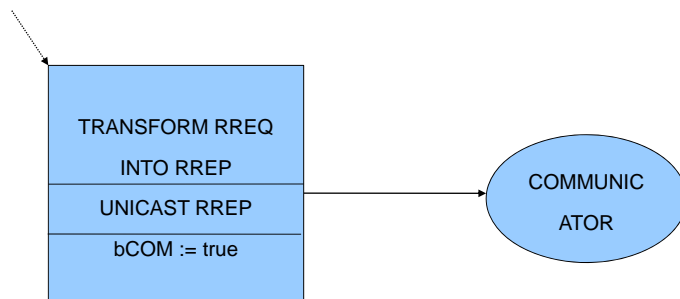 TRANSFORM RREQ
INTO RREP
UNICAST RREP
bCOM := true
COMMUNIC
ATOR